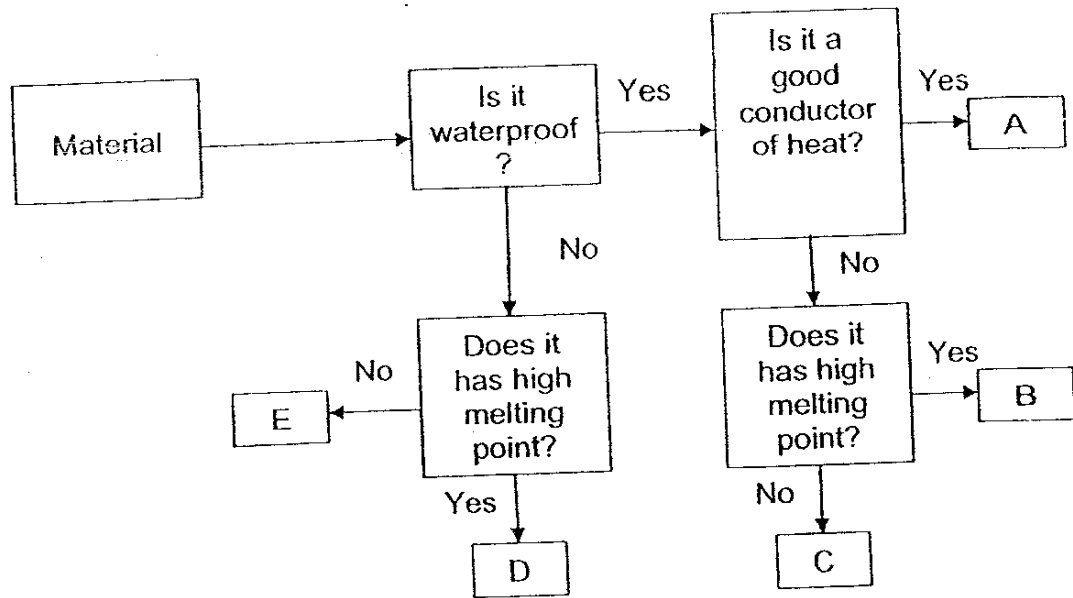 Material
Is it
waterproof
?
Yes
Is it a
good
conductor
of heat?
Yes
A
No
No
Does it
has high
melting
point?
No
E
Yes
D
Does it
has high
melting
point?
Yes
B
No
C